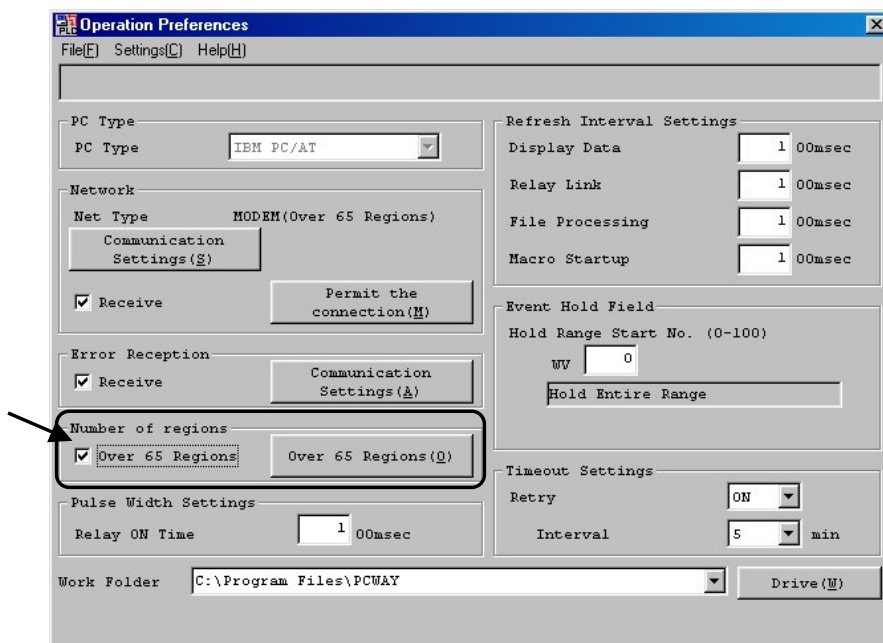 PLC
Operation Preferences
File(F) Settings(C) Help(H)
PC Type
PC Type IBM PC/AT
Network
Net Type MODEM(Over 65 Regions)
Communication
Settings(S)
Receive
Permit the
connection(M)
Error Reception
Receive
Communication
Settings(A)
Number of regions
Over 65 Regions Over 65 Regions(O)
Pulse Width Settings
Relay ON Time 1 00msec
Refresh Interval Settings
Display Data 1 00msec
Relay Link 1 00msec
File Processing 1 00msec
Macro Startup 1 00msec
Event Hold Field
Hold Range Start No. (0-100)
WV 0
Hold Entire Range
Timeout Settings
Retry ON
Interval 5 min
Work Folder C:\Program Files\PCWAY Drive(W)